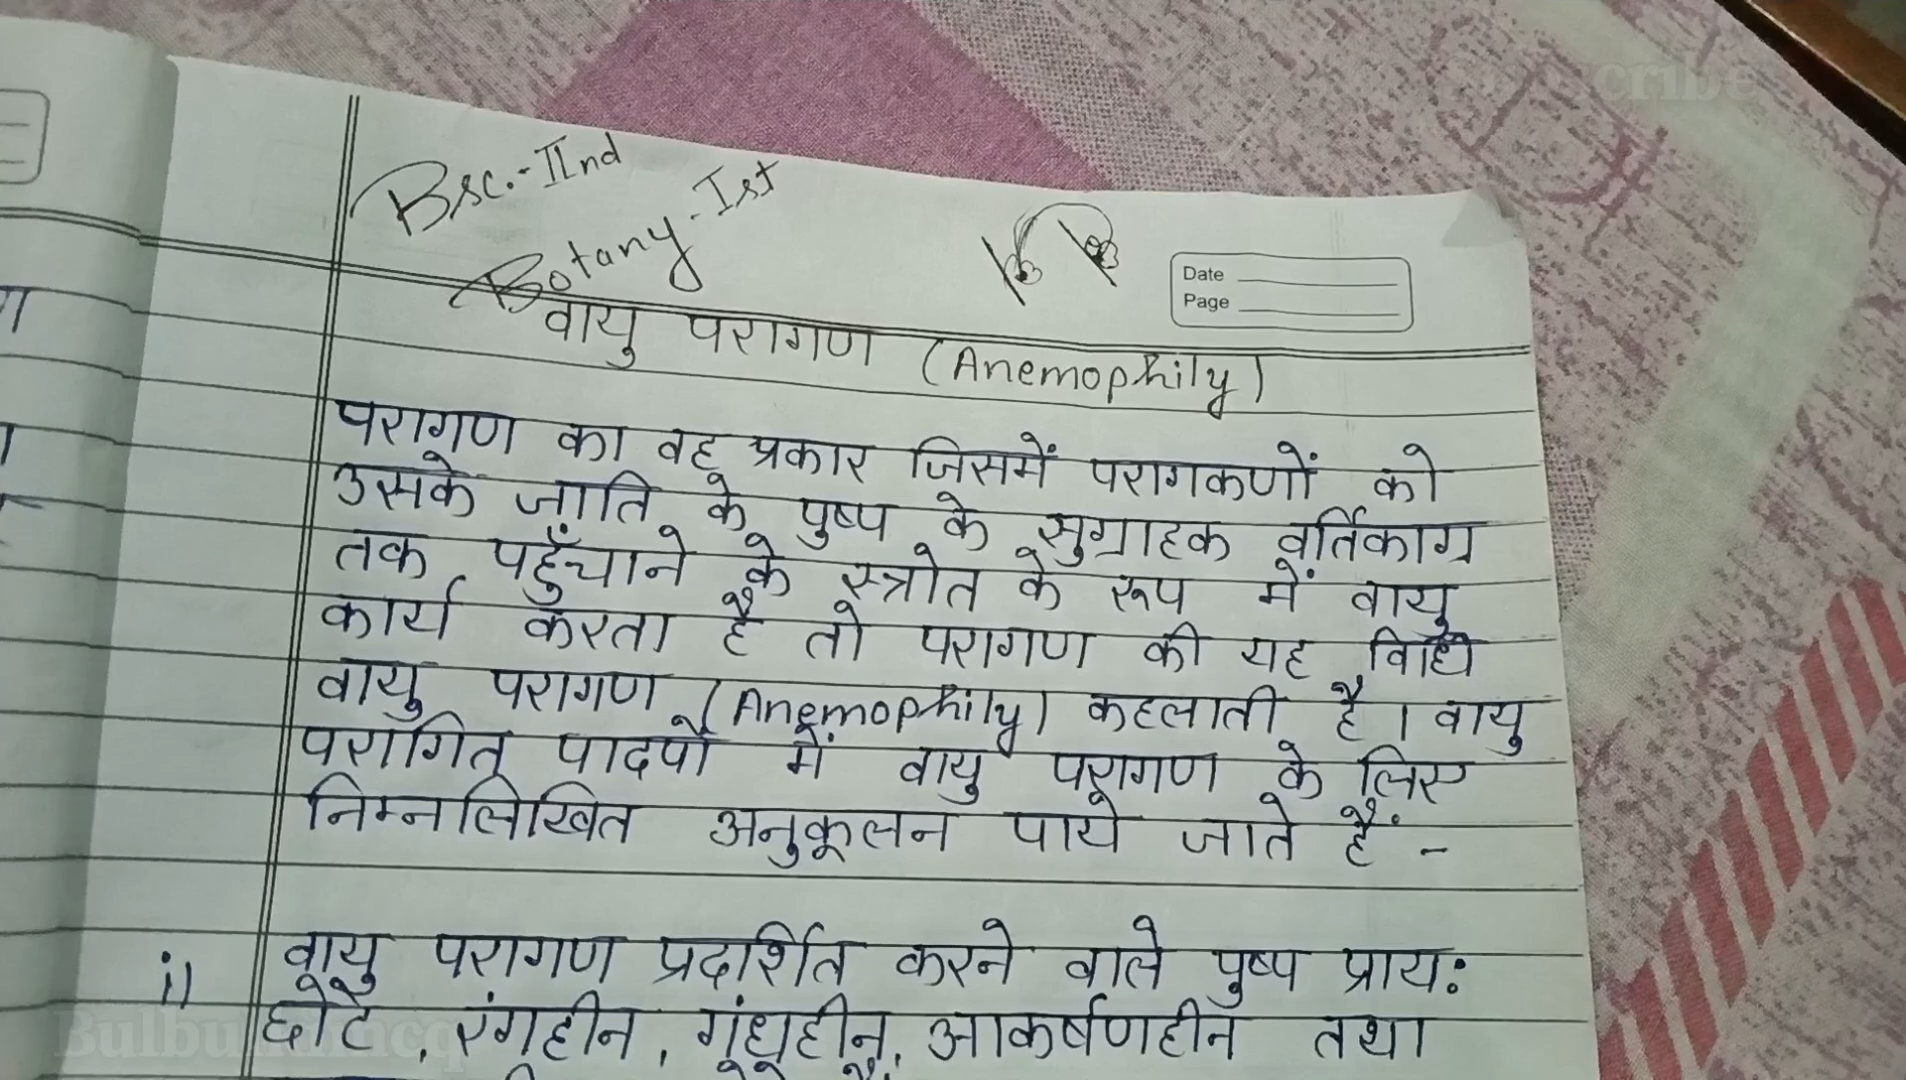 Bsc.-IInd
Botany-Ist
Date
Page
वायु परागण (Anemophily)
परागण का वह प्रकार जिसमें परागकणों को
उसके जाति के पुष्प के सुग्राहक वर्तिकाग्र
तक पहुँचाने के स्त्रोत के रूप में वायु
कार्य करता है तो परागण की यह विधि
वायु परागण (Anemophily) कहलाती है। वायु
परागित पादपों में वायु परागण के लिए
निम्नलिखित अनुकूलन पाये जाते हैं -
i) वायु परागण प्रदर्शित करने वाले पुष्प प्राय:
छोटे, रंगहीन, गंधहीन, आकर्षणहीन तथा